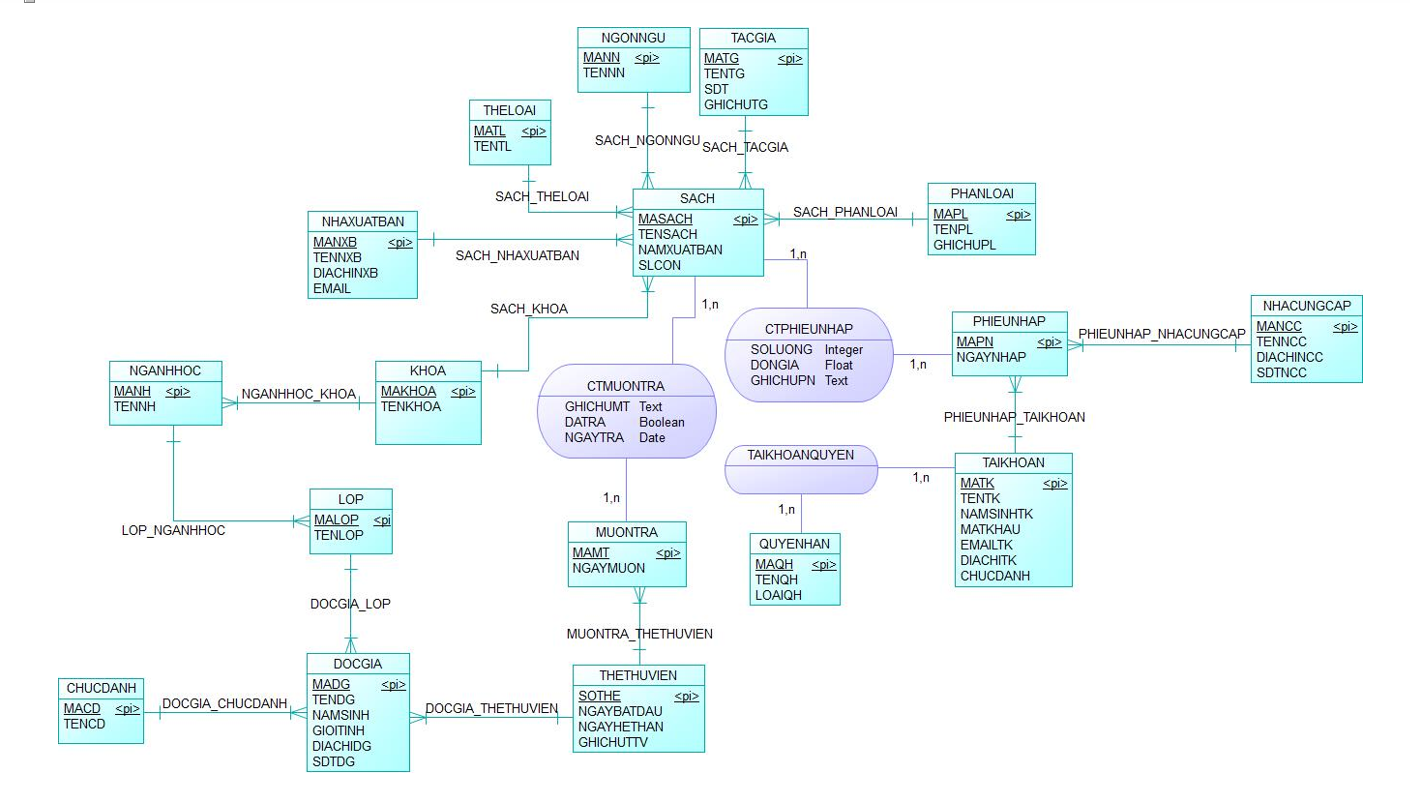 NGONNGU
MANN <pi>
TENNN
TACGIA
MATG <pi>
TENTG
SDT
GHICHUTG
THELOAI
MATL <pi>
TENTL
SACH_NGONNGU
SACH_TACGIA
SACH_THELOAI
SACH
MASACH <pi>
TENSACH
NAMXUATBAN
SLCON
SACH_PHANLOAI
PHANLOAI
MAPL <pi>
TENPL
GHICHUPL
NHAXUATBAN
MANXB <pi>
TENNXB
DIACHINXB
EMAIL
SACH_NHAXUATBAN
1,n
1,n
SACH_KHOA
CTPHIEUNHAP
SOLUONG Integer
DONGIA Float
GHICHUPN Text
1,n
PHIEUNHAP
MAPN <pi>
NGAYNHAP
PHIEUNHAP_NHACUNGCAP
NHACUNGCAP
MANCC <pi>
TENNCC
DIACHINCC
SDTNCC
NGANHHOC
MANH <pi>
TENNH
NGANHHOC_KHOA
KHOA
MAKHOA <pi>
TENKHOA
CTMUONTRA
GHICHUMT Text
DATRA Boolean
NGAYTRA Date
PHIEUNHAP_TAIKHOAN
TAIKHOANQUYEN
1,n
TAIKHOAN
MATK <pi>
TENTK
NAMSINHTK
MATKHAU
EMAILTK
DIACHITK
CHUCDANH
1,n
1,n
LOP
MALOP <pi
TENLOP
LOP_NGANHHOC
MUONTRA
MAMT <pi>
NGAYMUON
QUYENHAN
MAQH <pi>
TENQH
LOAIQH
DOCGIA_LOP
MUONTRA_THETHUVIEN
DOCGIA
MADG <pi>
TENDG
NAMSINH
GIOITINH
DIACHIDG
SDTDG
CHUCDANH
MACD <pi>
TENCD
DOCGIA_CHUCDANH
DOCGIA_THETHUVIEN
THETHUVIEN
SOTHE <pi>
NGAYBATDAU
NGAYHETHAN
GHICHUTTV